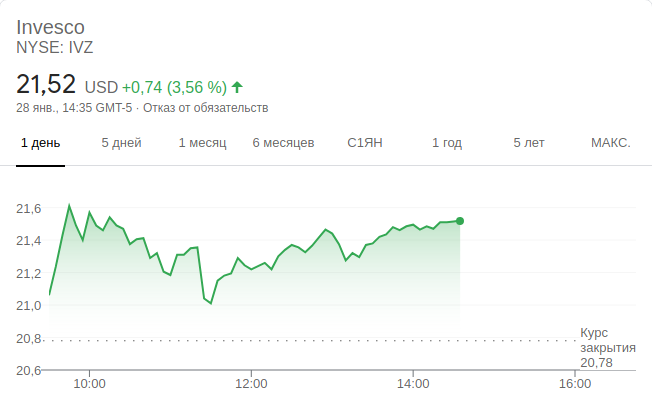 Invesco
NYSE: IVZ
21,52 USD +0,74 (3,56 %)
28 янв., 14:35 GMT-5 · Отказ от обязательств
1 день 5 дней 1 месяц 6 месяцев С1ЯН 1 год 5 лет МАКС.
21,6
21,4
21,2
21,0
20,8
20,6
Курс
закрытия
20,78
10:00 12:00 14:00 16:00